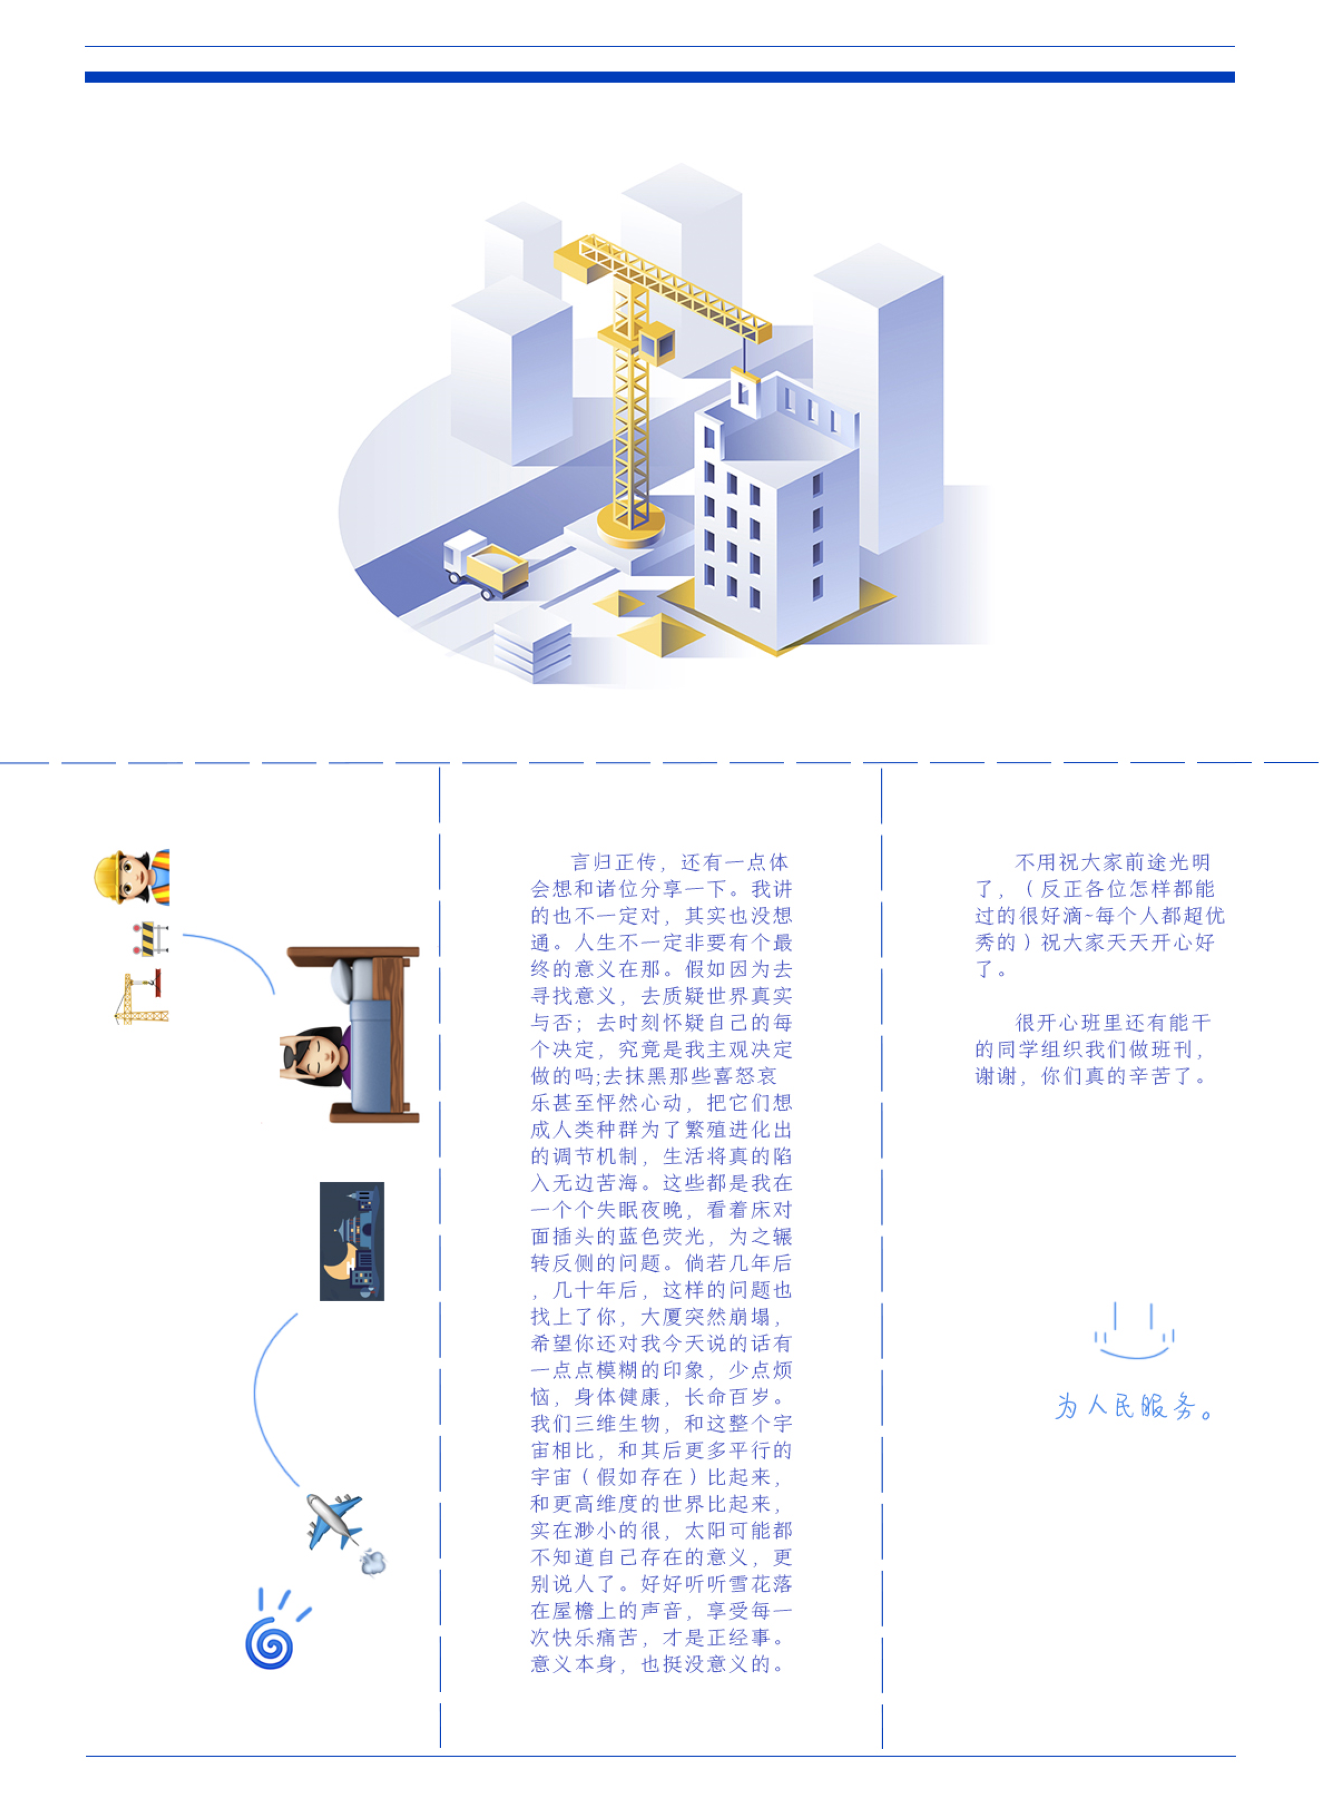 言归正传，还有一点体
会想和诸位分享一下。我讲
的也不一定对，其实也没想
通。人生不一定非要有个最
终的意义在那。假如因为去
寻找意义，去质疑世界真实
与否；去时刻怀疑自己的每
个决定，究竟是我主观决定
做的吗;去抹黑那些喜怒哀
乐甚至怦然心动，把它们想
成人类种群为了繁殖进化出
的调节机制，生活将真的陷
入无边苦海。这些都是我在
一个个失眠夜晚，看着床对
面插头的蓝色荧光，为之辗
转反侧的问题。倘若几年后
，几十年后，这样的问题也
找上了你，大厦突然崩塌，
希望你还对我今天说的话有
一点点模糊的印象，少点烦
恼，身体健康，长命百岁。
我们三维生物，和这整个宇
宙相比，和其后更多平行的
宇宙（假如存在）比起来，
和更高维度的世界比起来，
实在渺小的很，太阳可能都
不知道自己存在的意义，更
别说人了。好好听听雪花落
在屋檐上的声音，享受每一
次快乐痛苦，才是正经事。
意义本身，也挺没意义的。
不用祝大家前途光明
了，（反正各位怎样都能
过的很好滴~每个人都超优
秀的）祝大家天天开心好
了。
很开心班里还有能干
的同学组织我们做班刊，
谢谢，你们真的辛苦了。
为人民服务。